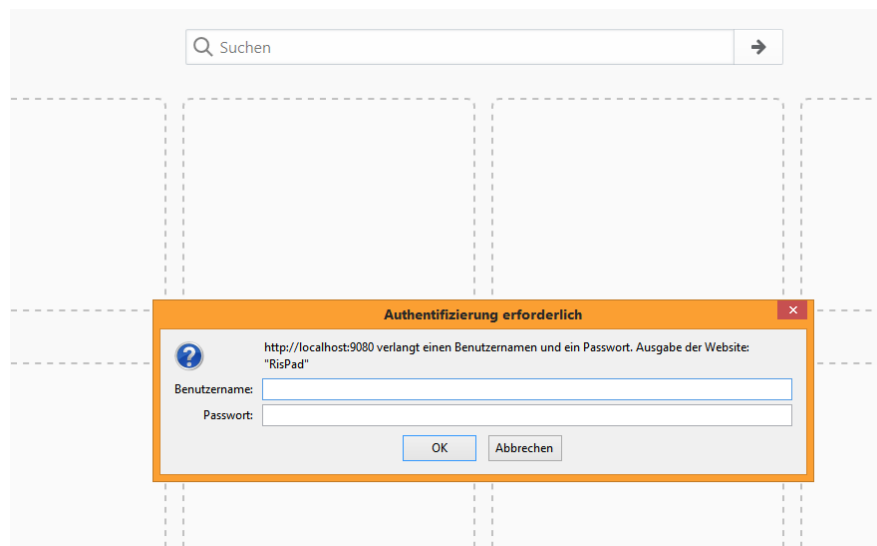 Suchen
Authentifizierung erforderlich
http://localhost:9080 verlangt einen Benutzernamen und ein Passwort. Ausgabe der Website:
"RisPad"
Benutzername:
Passwort:
OK Abbrechen